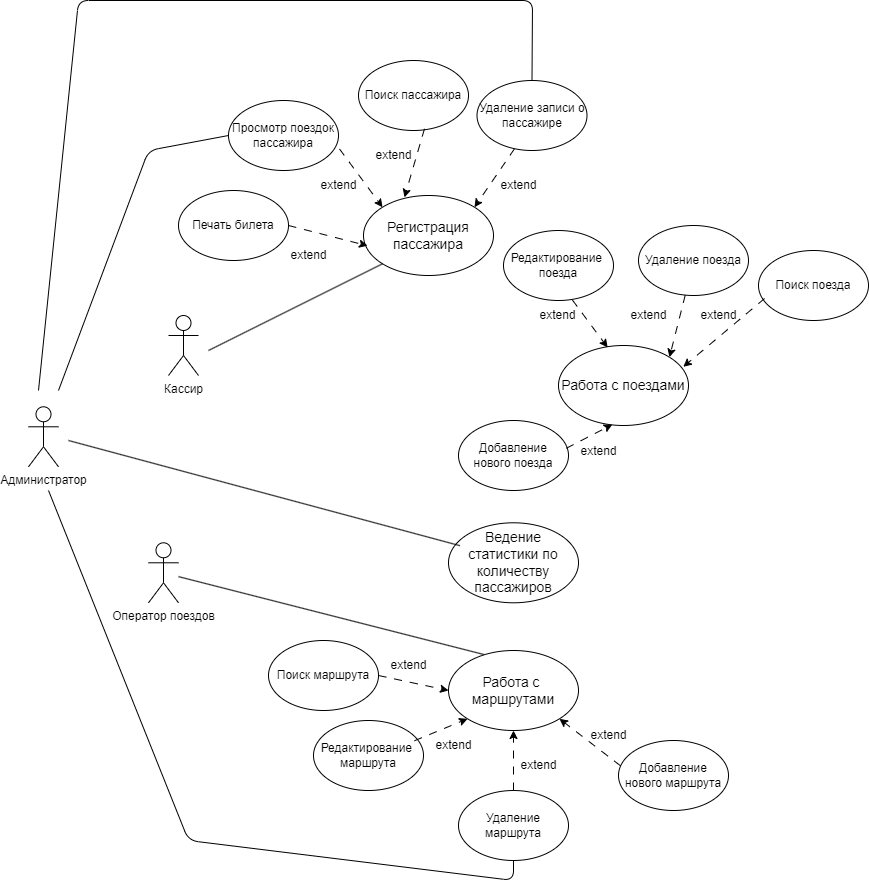 Поиск пассажира
Удаление записи о
пассажире
Просмотр поездок
пассажира
extend
extend
extend
Печать билета
extend
Регистрация
пассажира
Редактирование
поезда
Удаление поезда
Поиск поезда
extend
extend
extend
Кассир
Работа с поездами
Добавление
нового поезда
extend
Администратор
Ведение
статистики по
количеству
пассажиров
Оператор поездов
Поиск маршрута
extend
Работа с
маршрутами
Редактирование
маршрута
extend
extend
extend
Добавление
нового маршрута
Удаление
маршрута